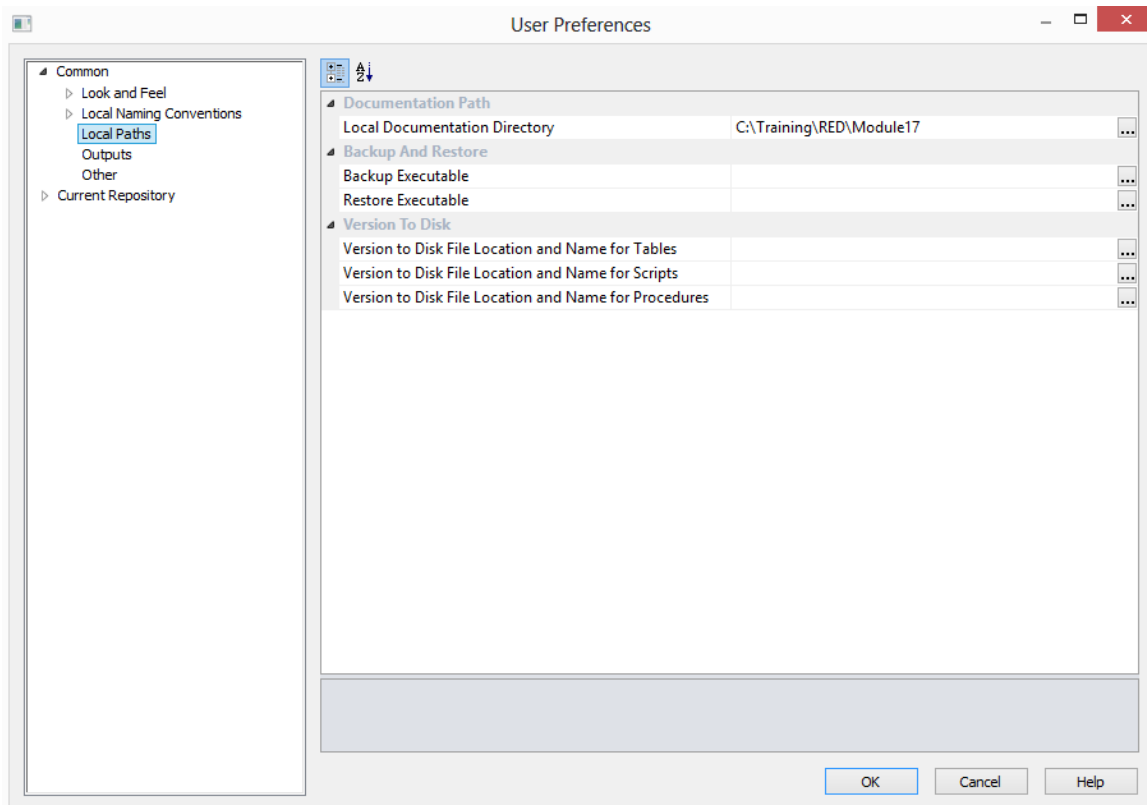 User Preferences
Common
Look and Feel
Local Naming Conventions
Local Paths
Outputs
Other
Current Repository
Documentation Path
Local Documentation Directory C:\Training\RED\Module17 ...
Backup And Restore
Backup Executable ...
Restore Executable ...
Version To Disk
Version to Disk File Location and Name for Tables ...
Version to Disk File Location and Name for Scripts ...
Version to Disk File Location and Name for Procedures ...
OK Cancel Help